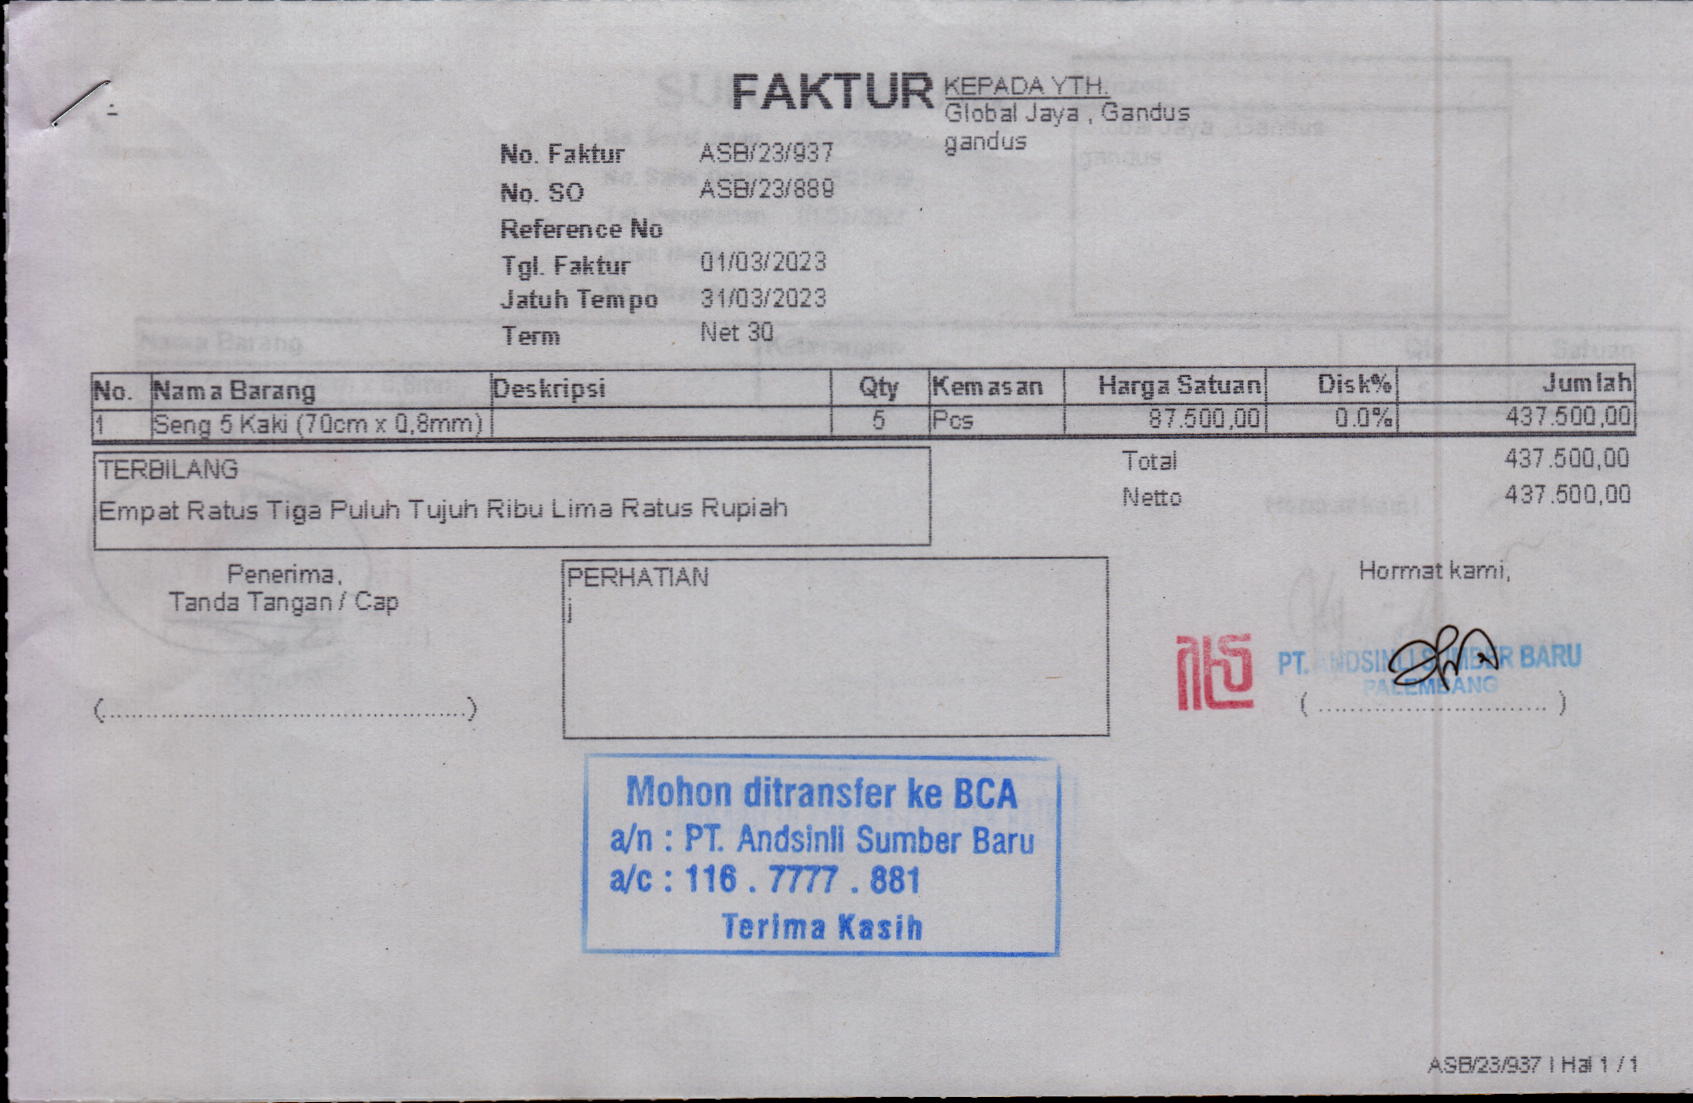 FAKTUR
KEPADA YTH.
Global Jaya , Gandus
gandus
No. Faktur ASB/23/937
No. SO ASB/23/889
Reference No
Tgl. Faktur 01/03/2023
Jatuh Tempo 31/03/2023
Term Net 30
No. Nama Barang Deskripsi Qty Kemasan Harga Satuan Disk% Jumlah
1 Seng 5 Kaki (70cm x 0,8mm) 5 Pcs 87.500,00 0.0% 437.500,00
TERBILANG
Empat Ratus Tiga Puluh Tujuh Ribu Lima Ratus Rupiah
Total 437.500,00
Netto 437.500,00
Penerima,
Tanda Tangan / Cap
(............................................)
PERHATIAN
j
Hormat kami,
PT. ANDSINLI SUMBER BARU
PALEMBANG
(............................)
Mohon ditransfer ke BCA
a/n : PT. Andsinli Sumber Baru
a/c : 116 . 7777 . 881
Terima Kasih
ASB/23/937 | Hal 1 / 1